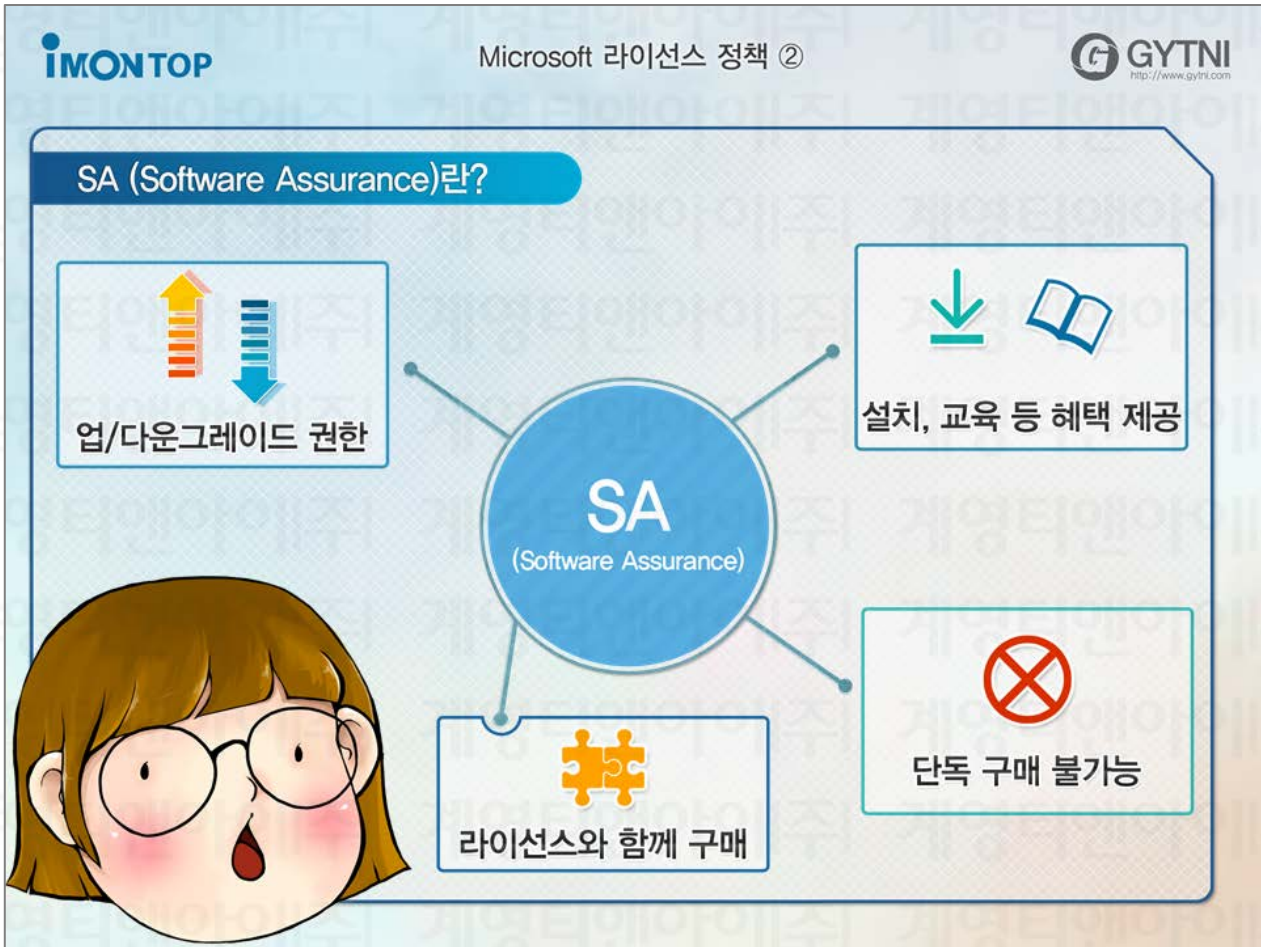 iMONTOP
Microsoft 라이선스 정책 ②
GYTNI
http://www.gytni.com
SA (Software Assurance)란?
업/다운그레이드 권한
설치, 교육 등 혜택 제공
SA
(Software Assurance)
단독 구매 불가능
라이선스와 함께 구매